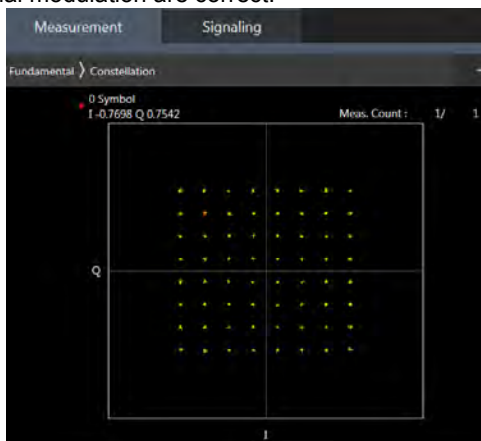 al modulation are correct.
Measurement Signaling
Fundamental 〉 Constellation
0 Symbol
I -0.7698 Q 0.7542 Meas. Count : 1/ 1
Q
I